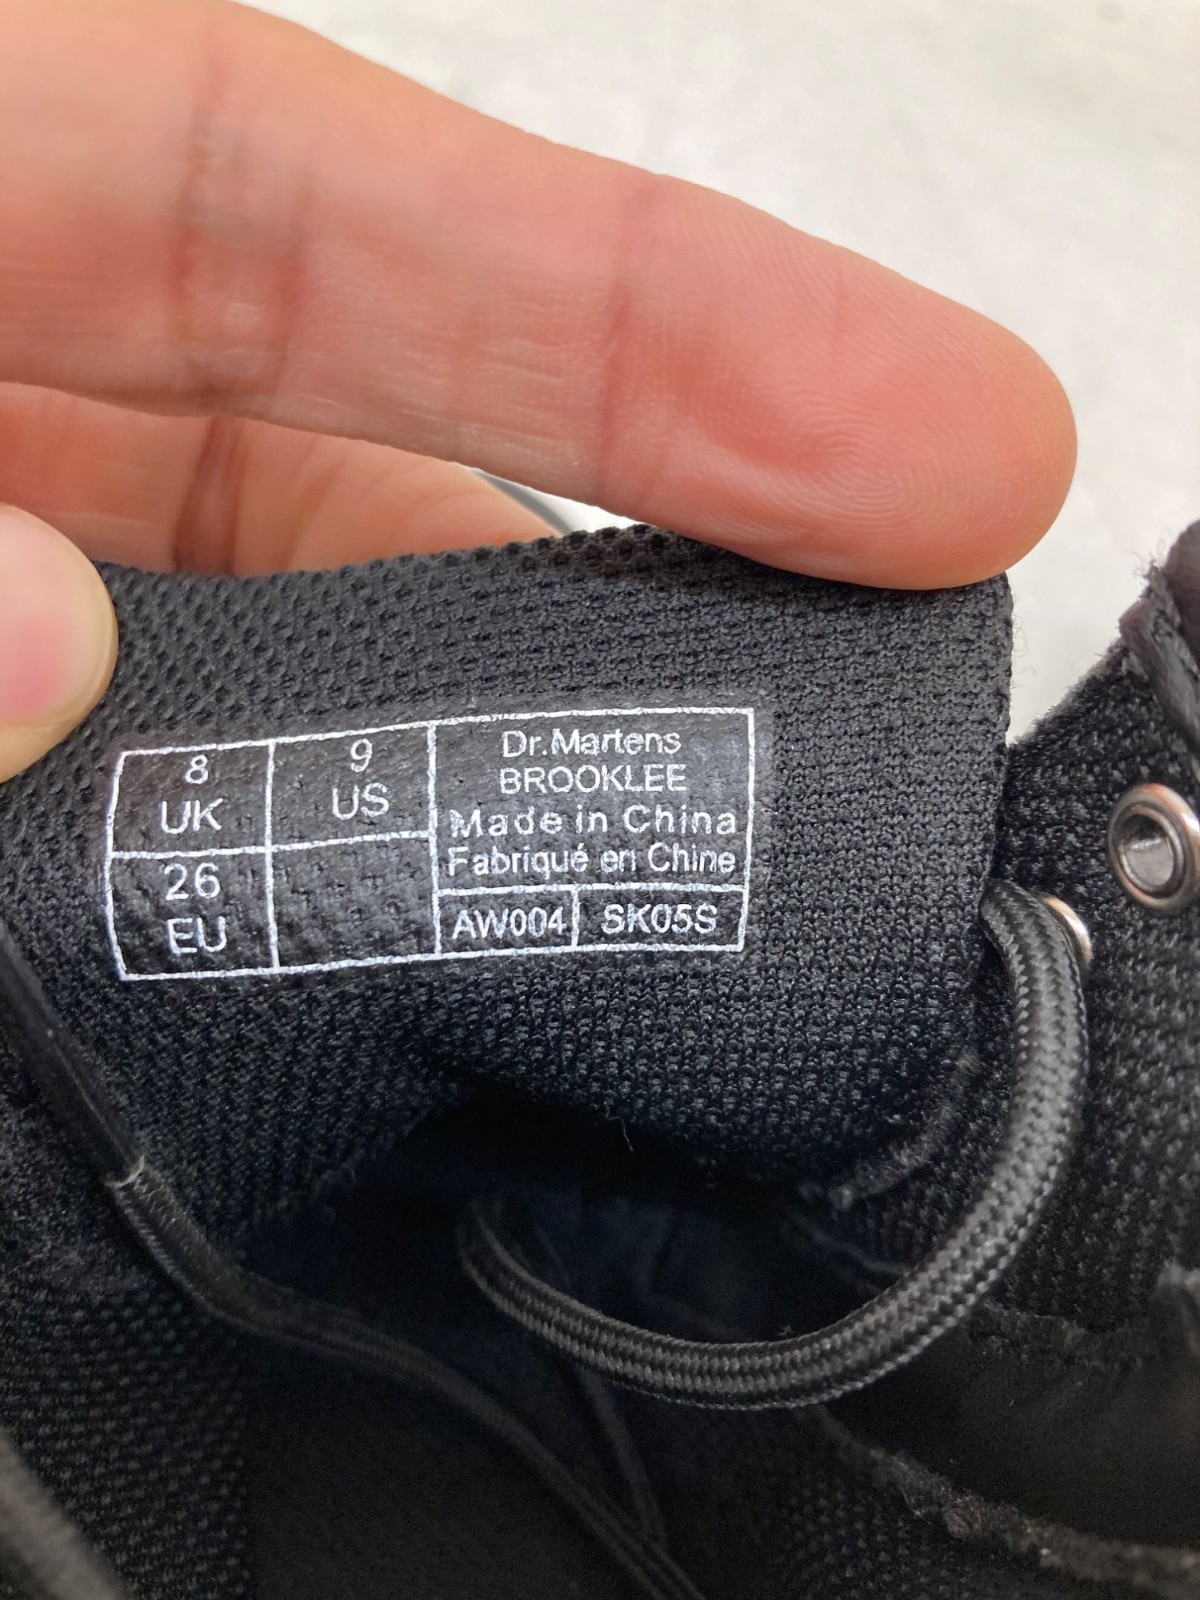 8
UK
9
US
26
EU
Dr.Martens
BROOKLEE
Made in China
Fabriqué en Chine
AW004 SK05S